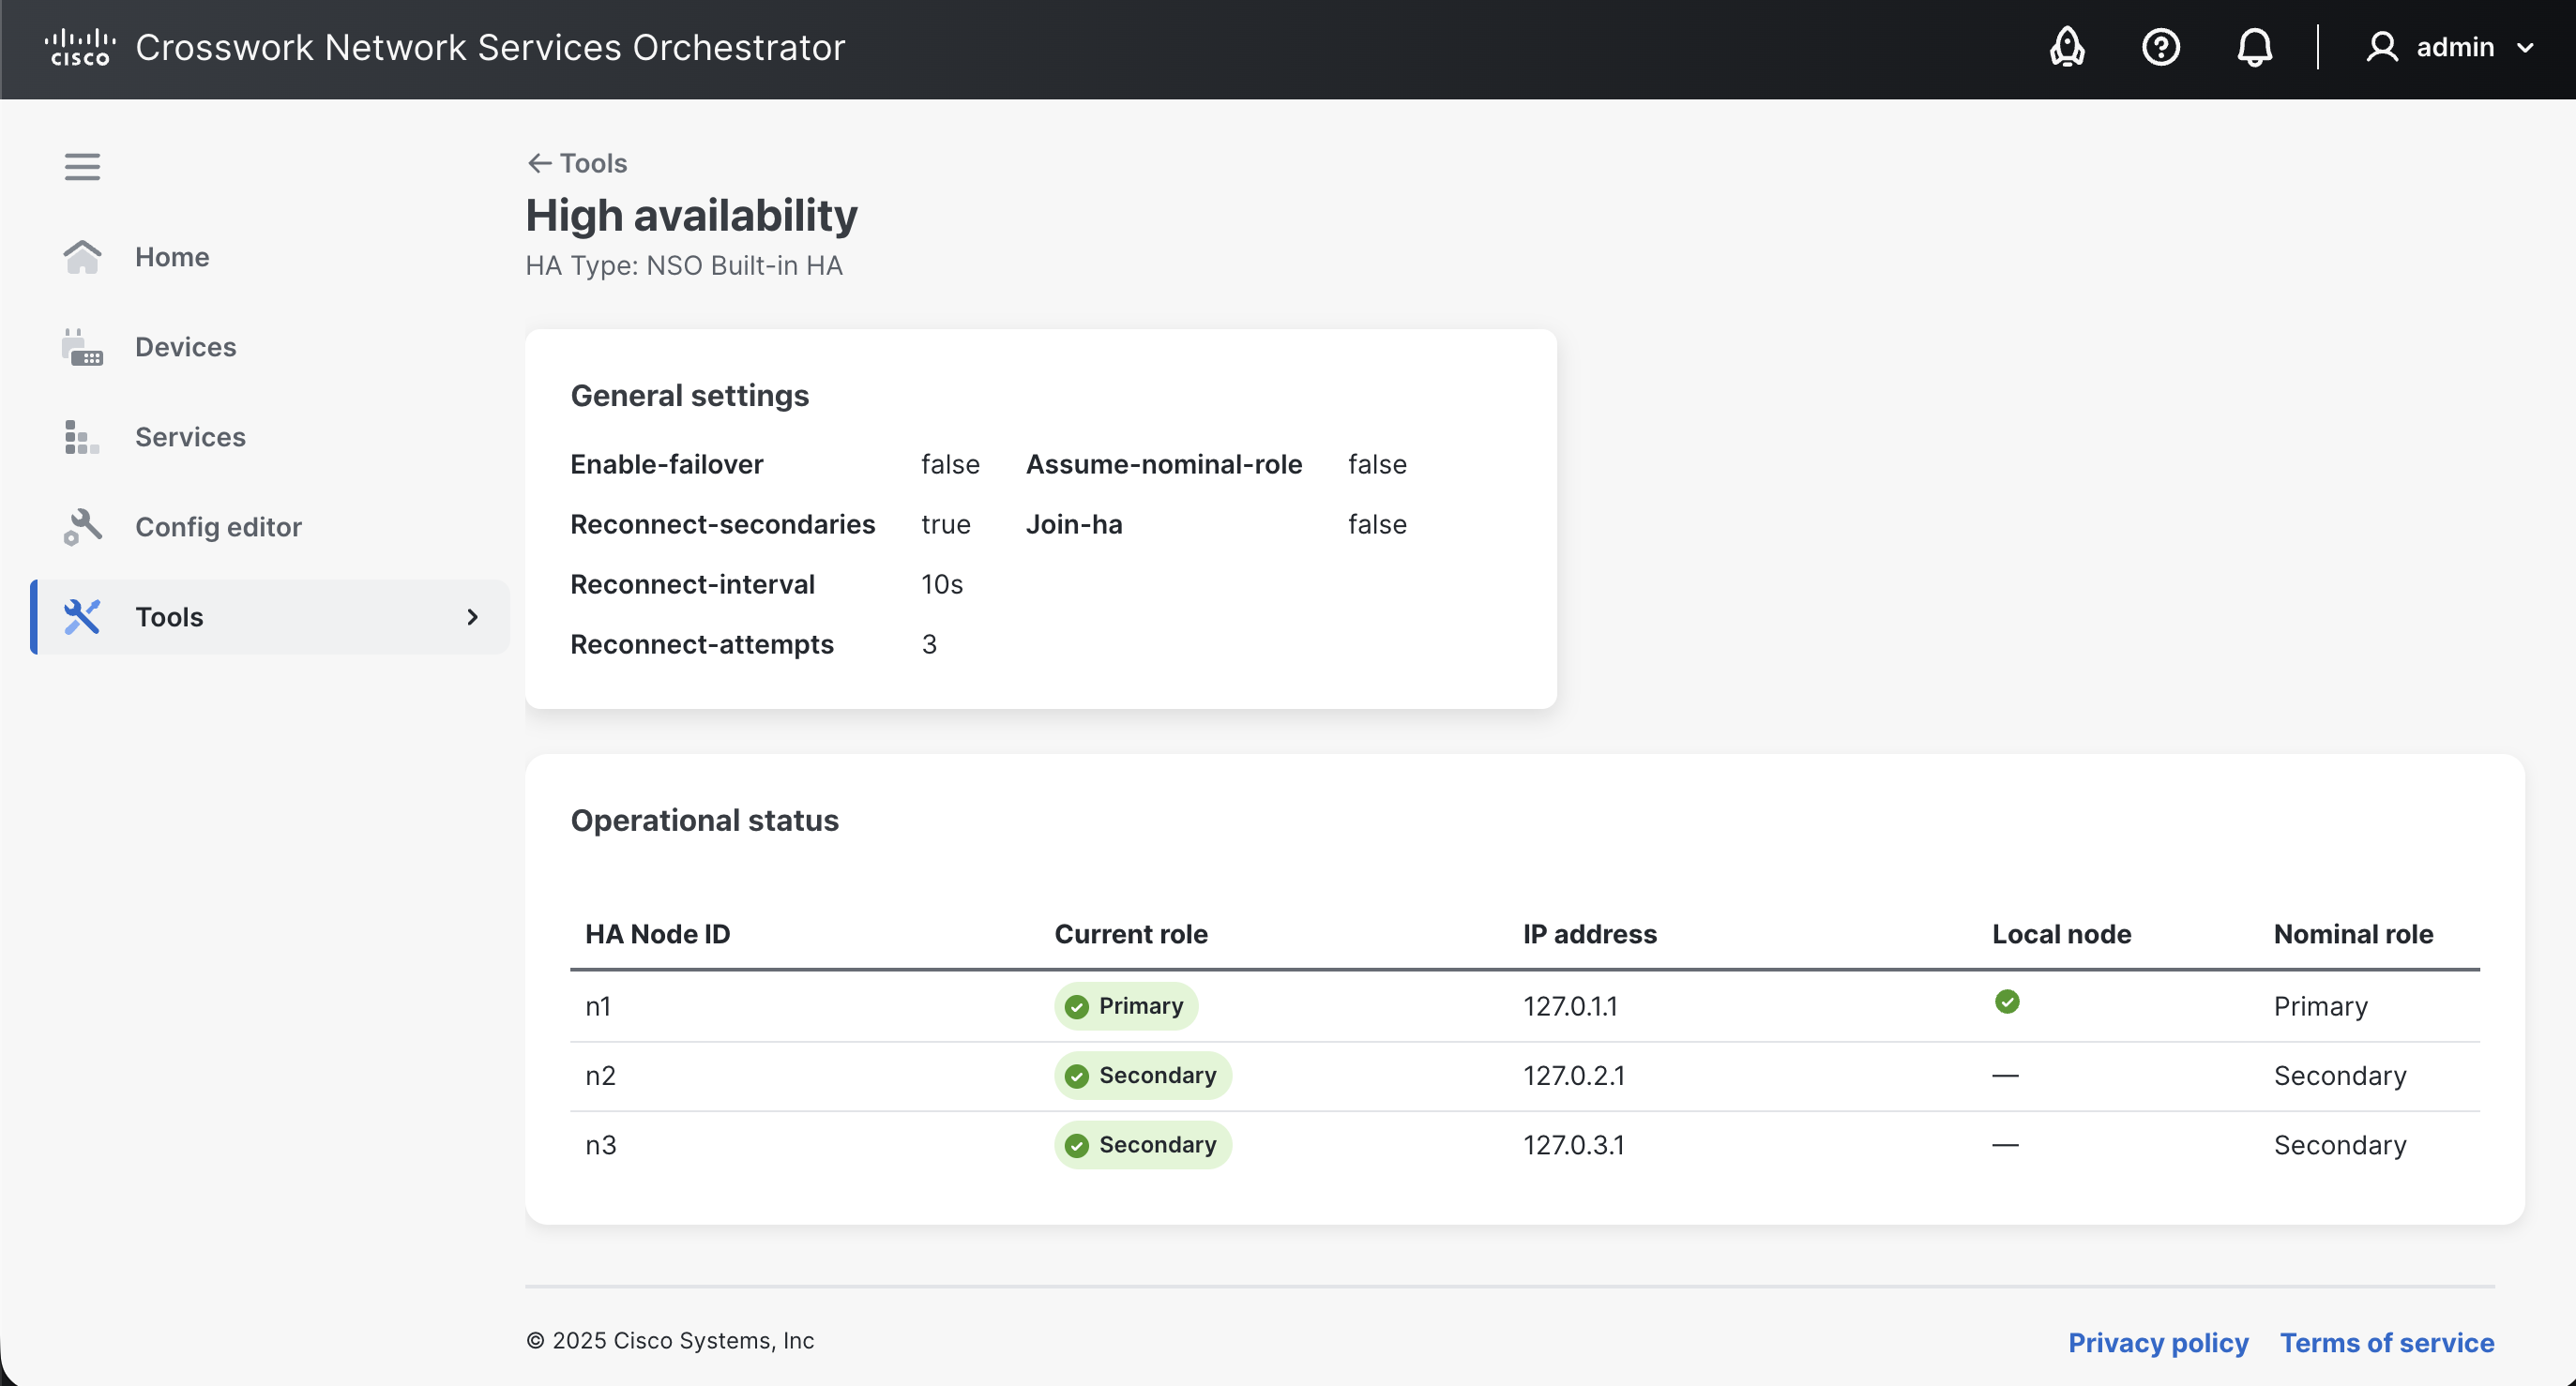 cisco Crosswork Network Services Orchestrator admin
Tools
High availability
HA Type: NSO Built-in HA
Home
Devices
Services
Config editor
Tools
General settings
Enable-failover false Assume-nominal-role false
Reconnect-secondaries true Join-ha false
Reconnect-interval 10s
Reconnect-attempts 3
Operational status
HA Node ID Current role IP address Local node Nominal role
n1 Primary 127.0.1.1 Primary
n2 Secondary 127.0.2.1 — Secondary
n3 Secondary 127.0.3.1 — Secondary
© 2025 Cisco Systems, Inc Privacy policy Terms of service